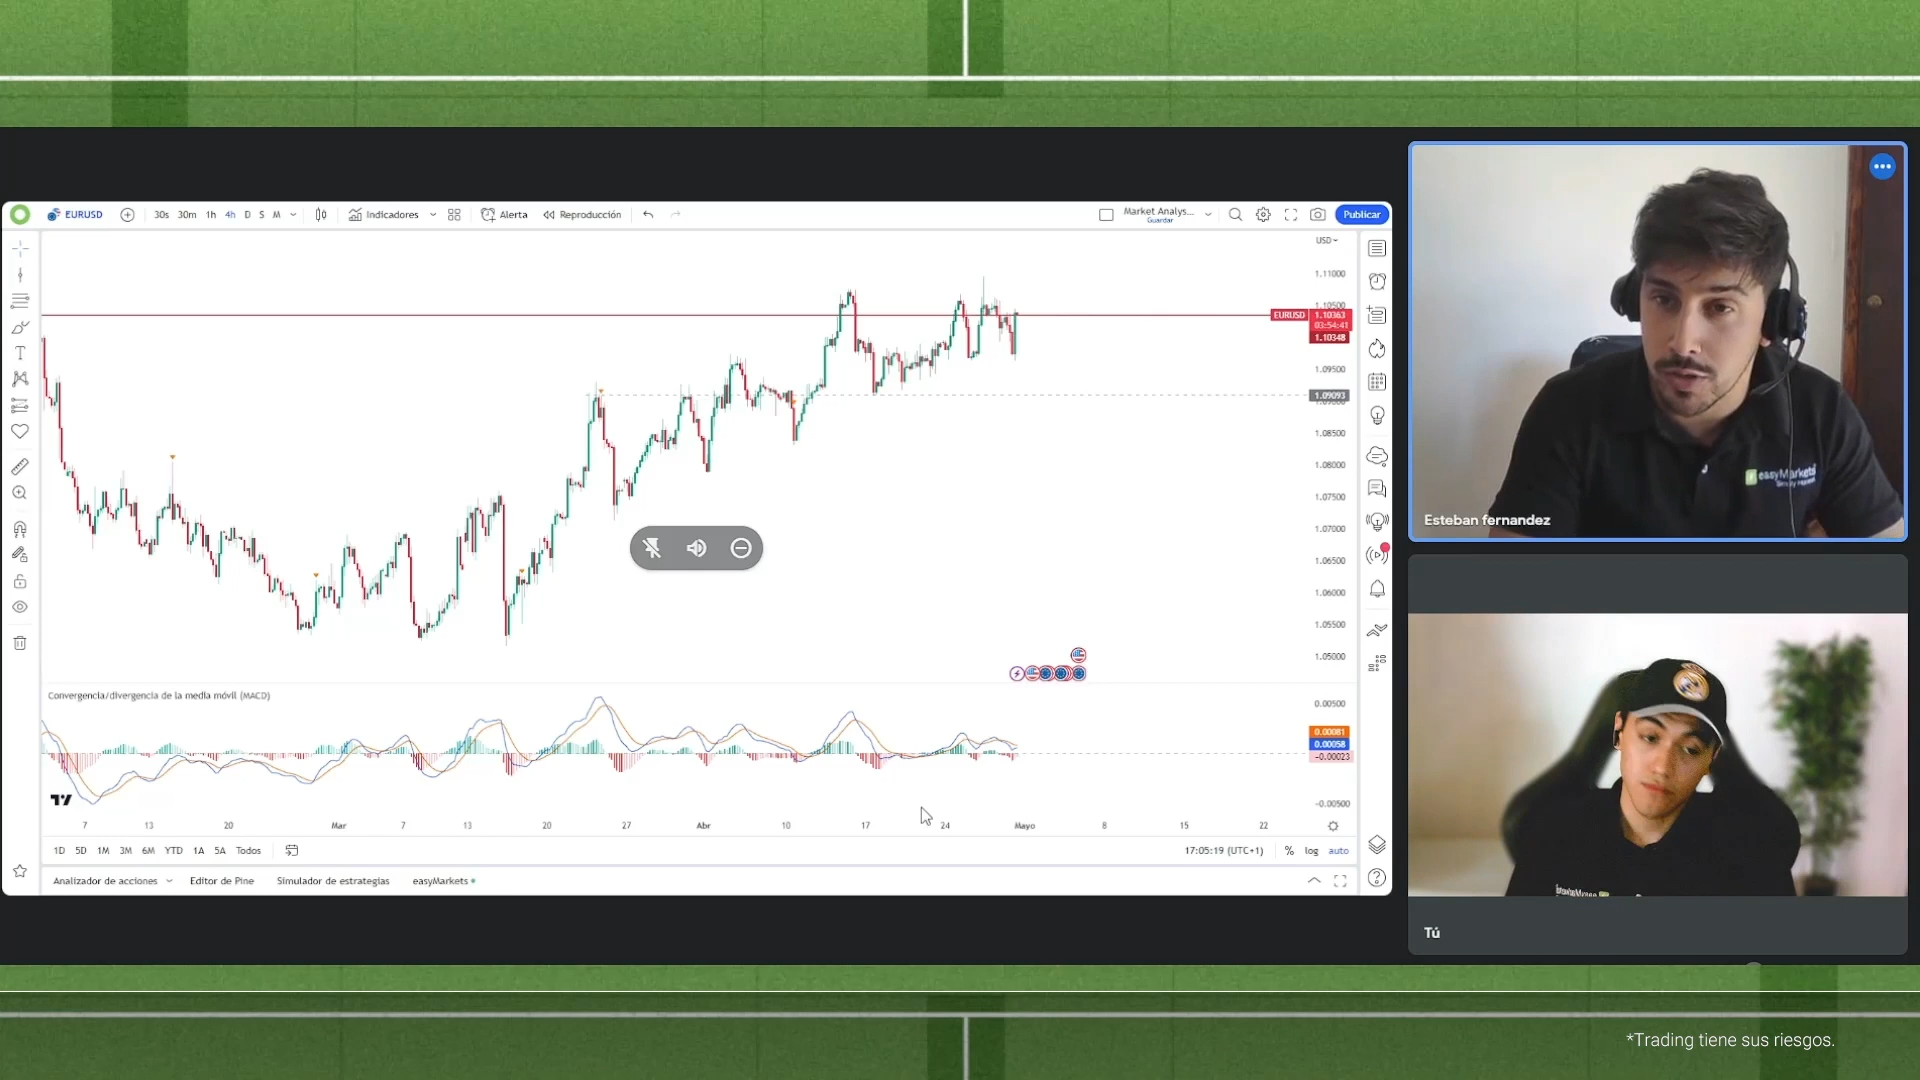 EURUSD
30s 30m 1h 4h D S M
Indicadores
Alerta
Reproducción
Market Analys...
Guardar
Publicar
USD
1.11000
1.10500
EURUSD 1.10363
03:54:41
1.10348
1.09500
1.09093
1.08500
1.08000
1.07500
1.07000
1.06500
1.06000
1.05500
1.05000
Convergencia/divergencia de la media móvil (MACD)
0.00500
0.00081
0.00058
-0.00023
-0.00500
7 13 20 Mar 7 13 20 27 Abr 10 17 24 Mayo 8 15 22
1D 5D 1M 3M 6M YTD 1A 5A Todos
17:05:19 (UTC+1) % log auto
Analizador de acciones Editor de Pine Simulador de estrategias easyMarkets
easyMarkets
Esteban fernandez
Tú
*Trading tiene sus riesgos.